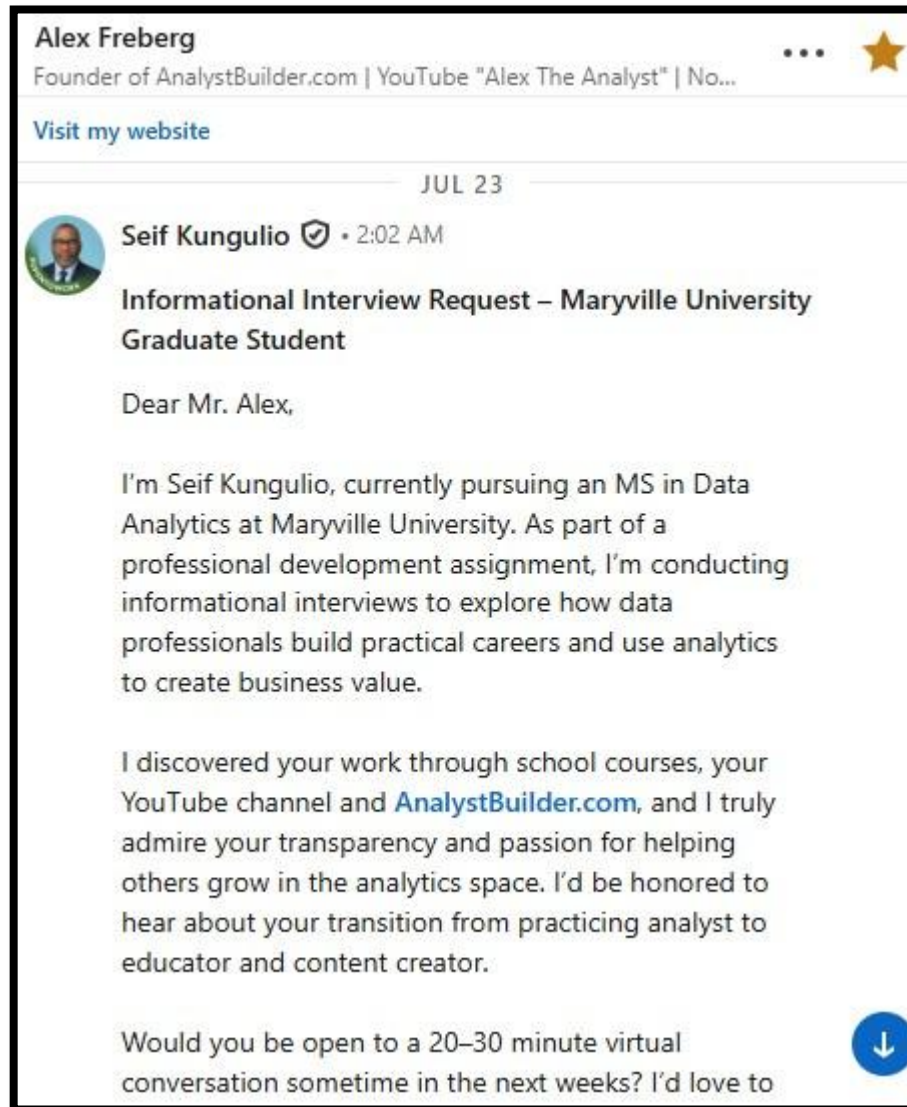 Alex Freberg
Founder of AnalystBuilder.com | YouTube "Alex The Analyst" | No...
Visit my website
JUL 23
Seif Kungulio • 2:02 AM
Informational Interview Request – Maryville University
Graduate Student
Dear Mr. Alex,
I'm Seif Kungulio, currently pursuing an MS in Data
Analytics at Maryville University. As part of a
professional development assignment, I'm conducting
informational interviews to explore how data
professionals build practical careers and use analytics
to create business value.
I discovered your work through school courses, your
YouTube channel and AnalystBuilder.com, and I truly
admire your transparency and passion for helping
others grow in the analytics space. I'd be honored to
hear about your transition from practicing analyst to
educator and content creator.
Would you be open to a 20–30 minute virtual
conversation sometime in the next weeks? I'd love to